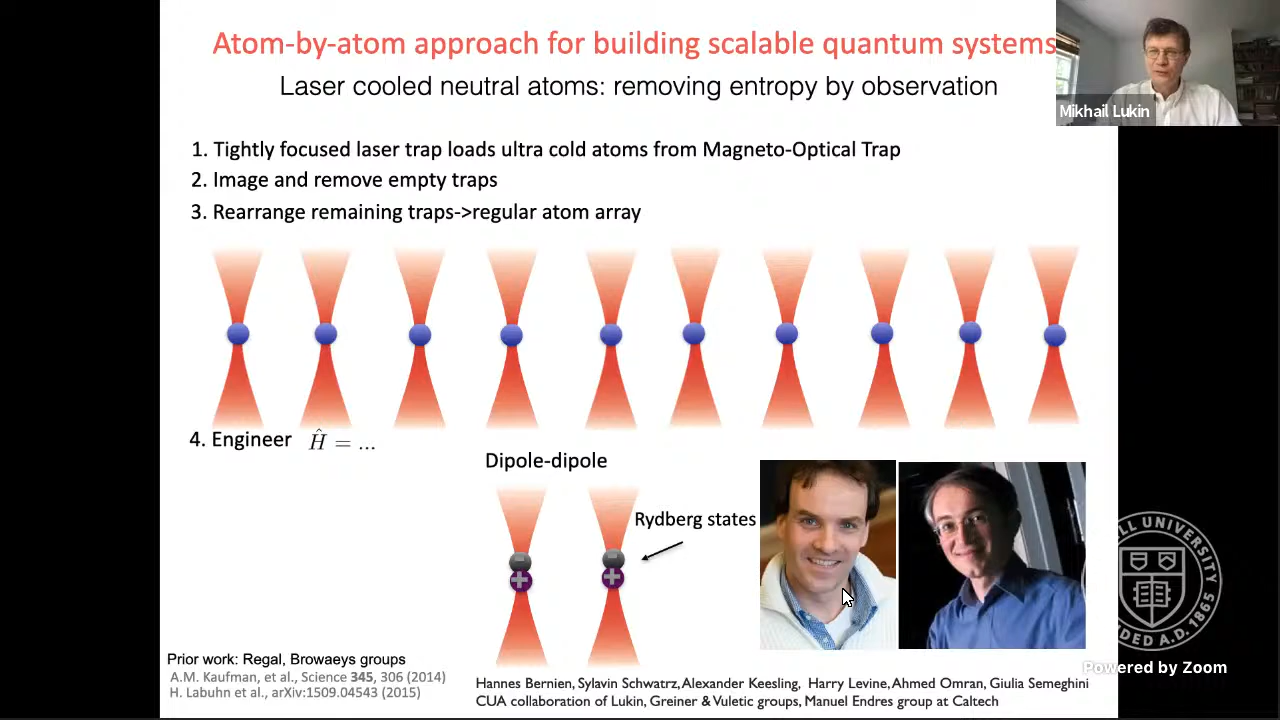 Atom-by-atom approach for building scalable quantum systems
Laser cooled neutral atoms: removing entropy by observation
Mikhail Lukin
1. Tightly focused laser trap loads ultra cold atoms from Magneto-Optical Trap
2. Image and remove empty traps
3. Rearrange remaining traps->regular atom array
4. Engineer Ĥ = ...
Dipole-dipole
Rydberg states
Prior work: Regal, Browaeys groups
A.M. Kaufman, et al., Science 345, 306 (2014)
H. Labuhn et al., arXiv:1509.04543 (2015)
Hannes Bernien, Sylavin Schwatrz, Alexander Keesling, Harry Levine, Ahmed Omran, Giulia Semeghini
CUA collaboration of Lukin, Greiner & Vuletic groups, Manuel Endres group at Caltech
LL UNIVERSITY
DED A.D. 1865
Powered by Zoom